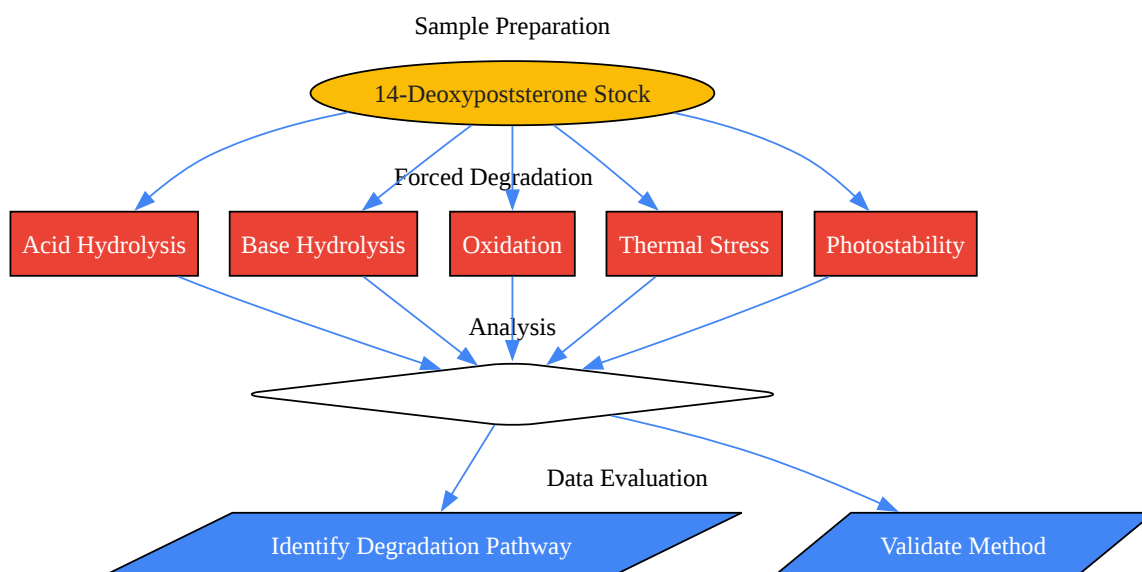 Sample Preparation
14-Deoxypoststerone Stock
Forced Degradation
Acid Hydrolysis
Base Hydrolysis
Oxidation
Thermal Stress
Photostability
Analysis
Data Evaluation
Identify Degradation Pathway
Validate Method